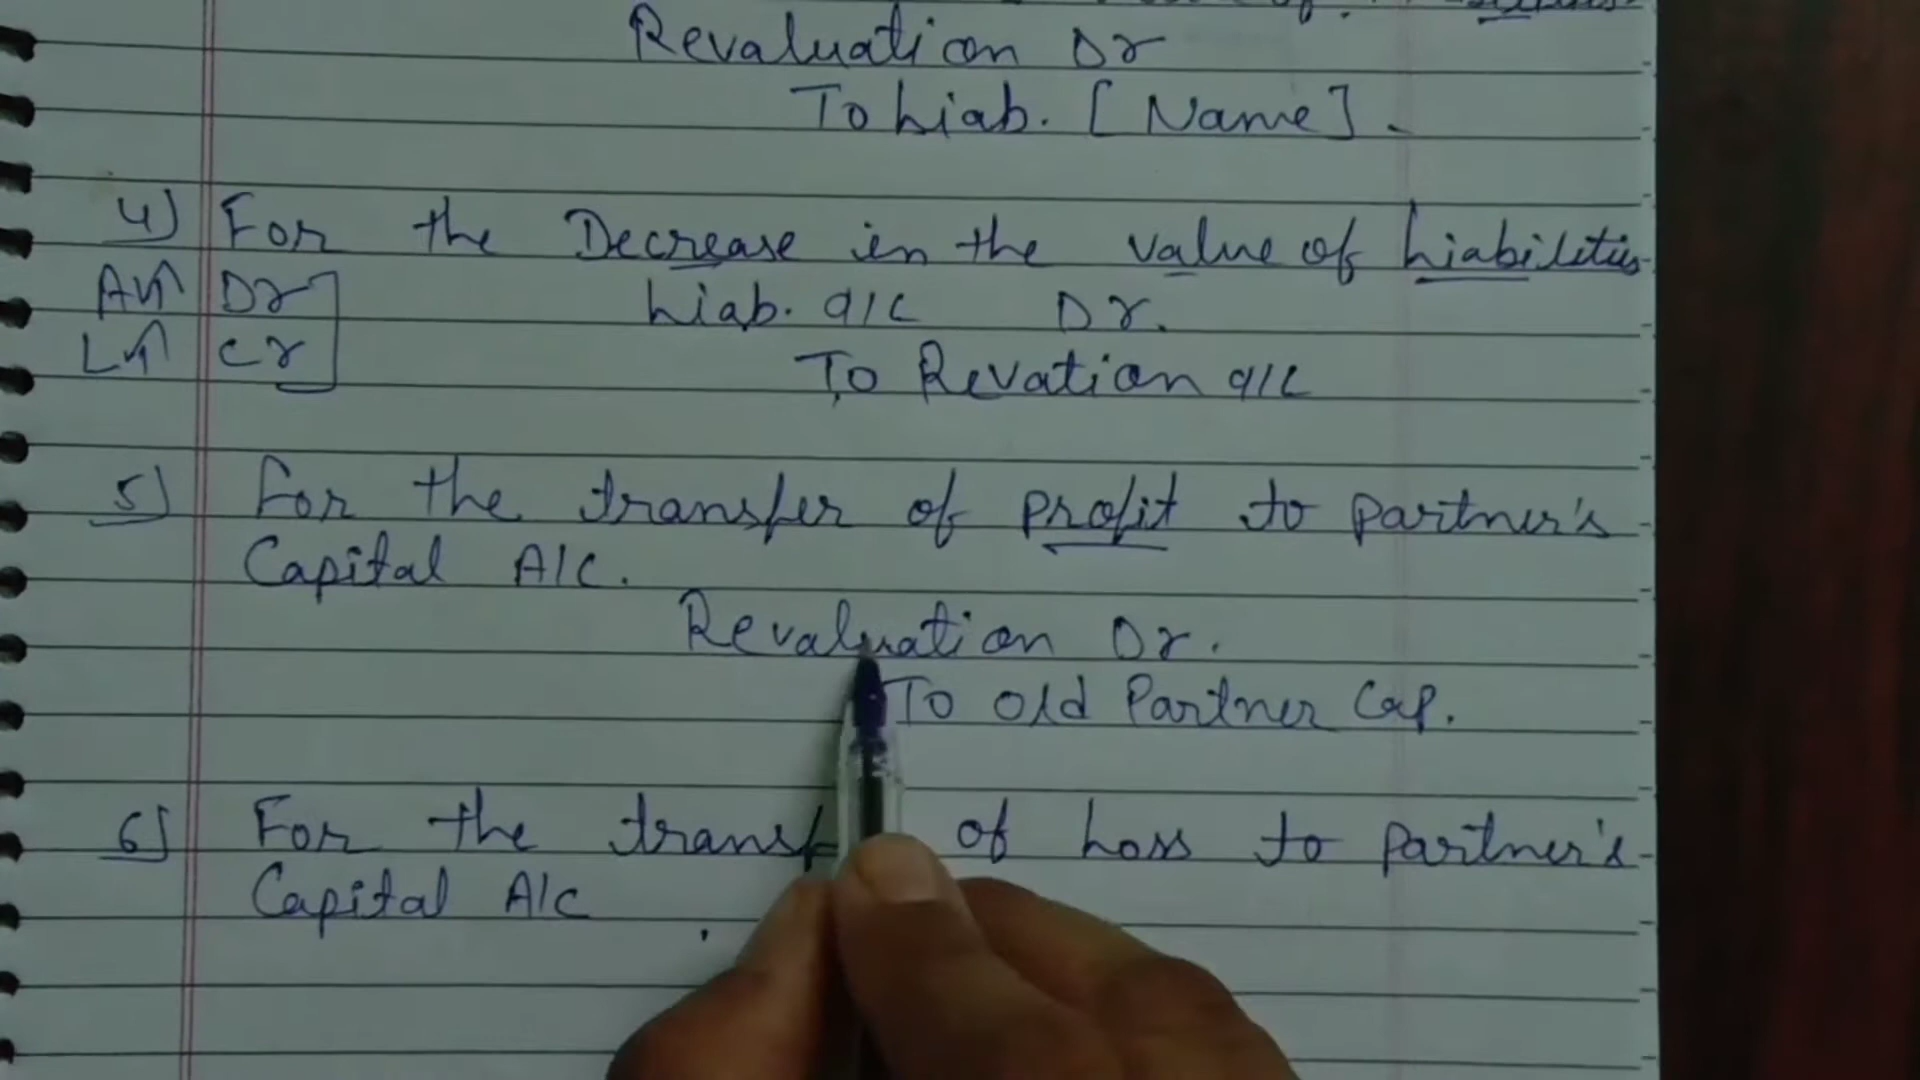 Revaluation Dr
To Liab. [Name].
4) For the Decrease in the value of Liabilities
A↑ Dr Liab. a/c Dr.
L↑ Cr To Revation a/c
5) For the transfer of profit to partner's
Capital A/C.
Revaluation Dr.
To Old Partner Cap.
6) For the transf of Loss to partner's
Capital A/C